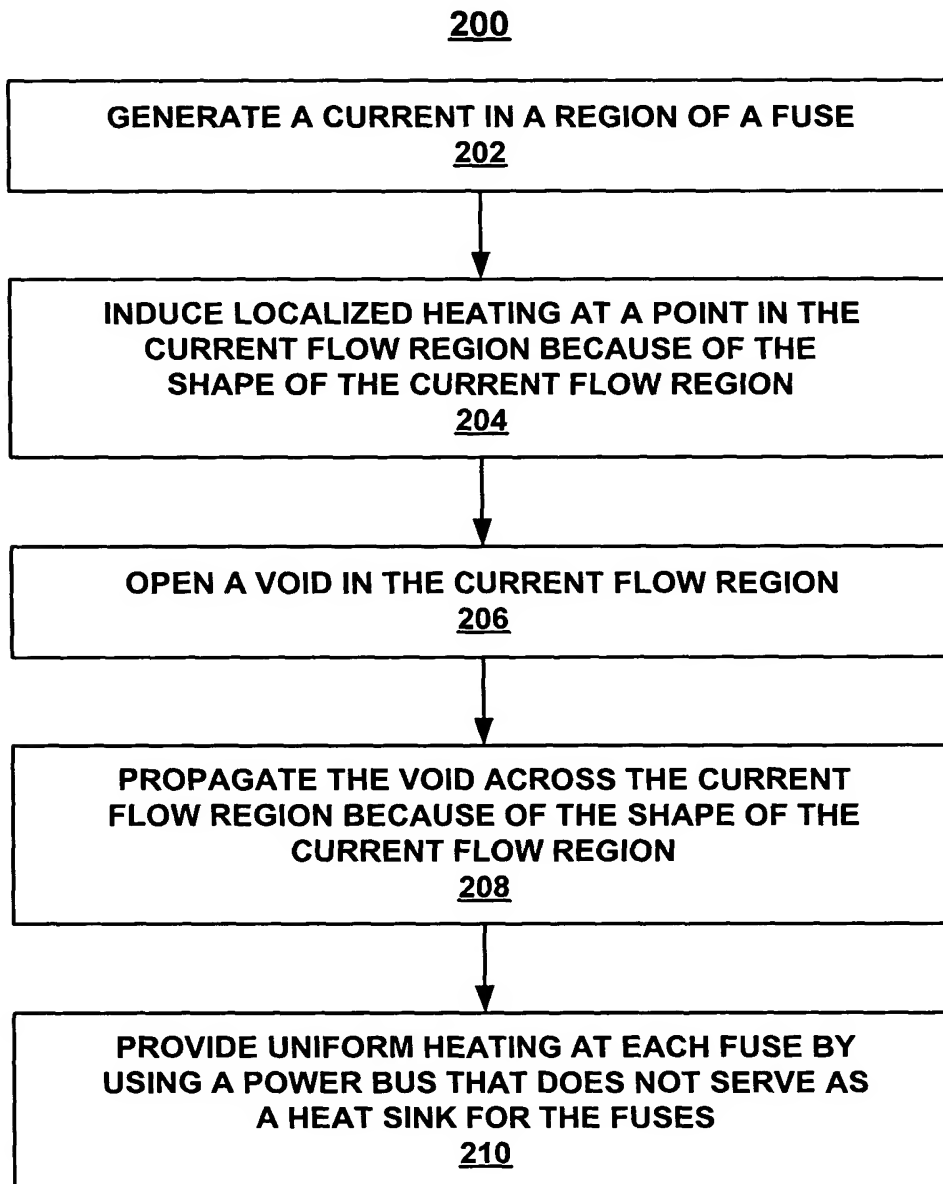 200
GENERATE A CURRENT IN A REGION OF A FUSE
202
INDUCE LOCALIZED HEATING AT A POINT IN THE
CURRENT FLOW REGION BECAUSE OF THE
SHAPE OF THE CURRENT FLOW REGION
204
OPEN A VOID IN THE CURRENT FLOW REGION
206
PROPAGATE THE VOID ACROSS THE CURRENT
FLOW REGION BECAUSE OF THE SHAPE OF THE
CURRENT FLOW REGION
208
PROVIDE UNIFORM HEATING AT EACH FUSE BY
USING A POWER BUS THAT DOES NOT SERVE AS
A HEAT SINK FOR THE FUSES
210